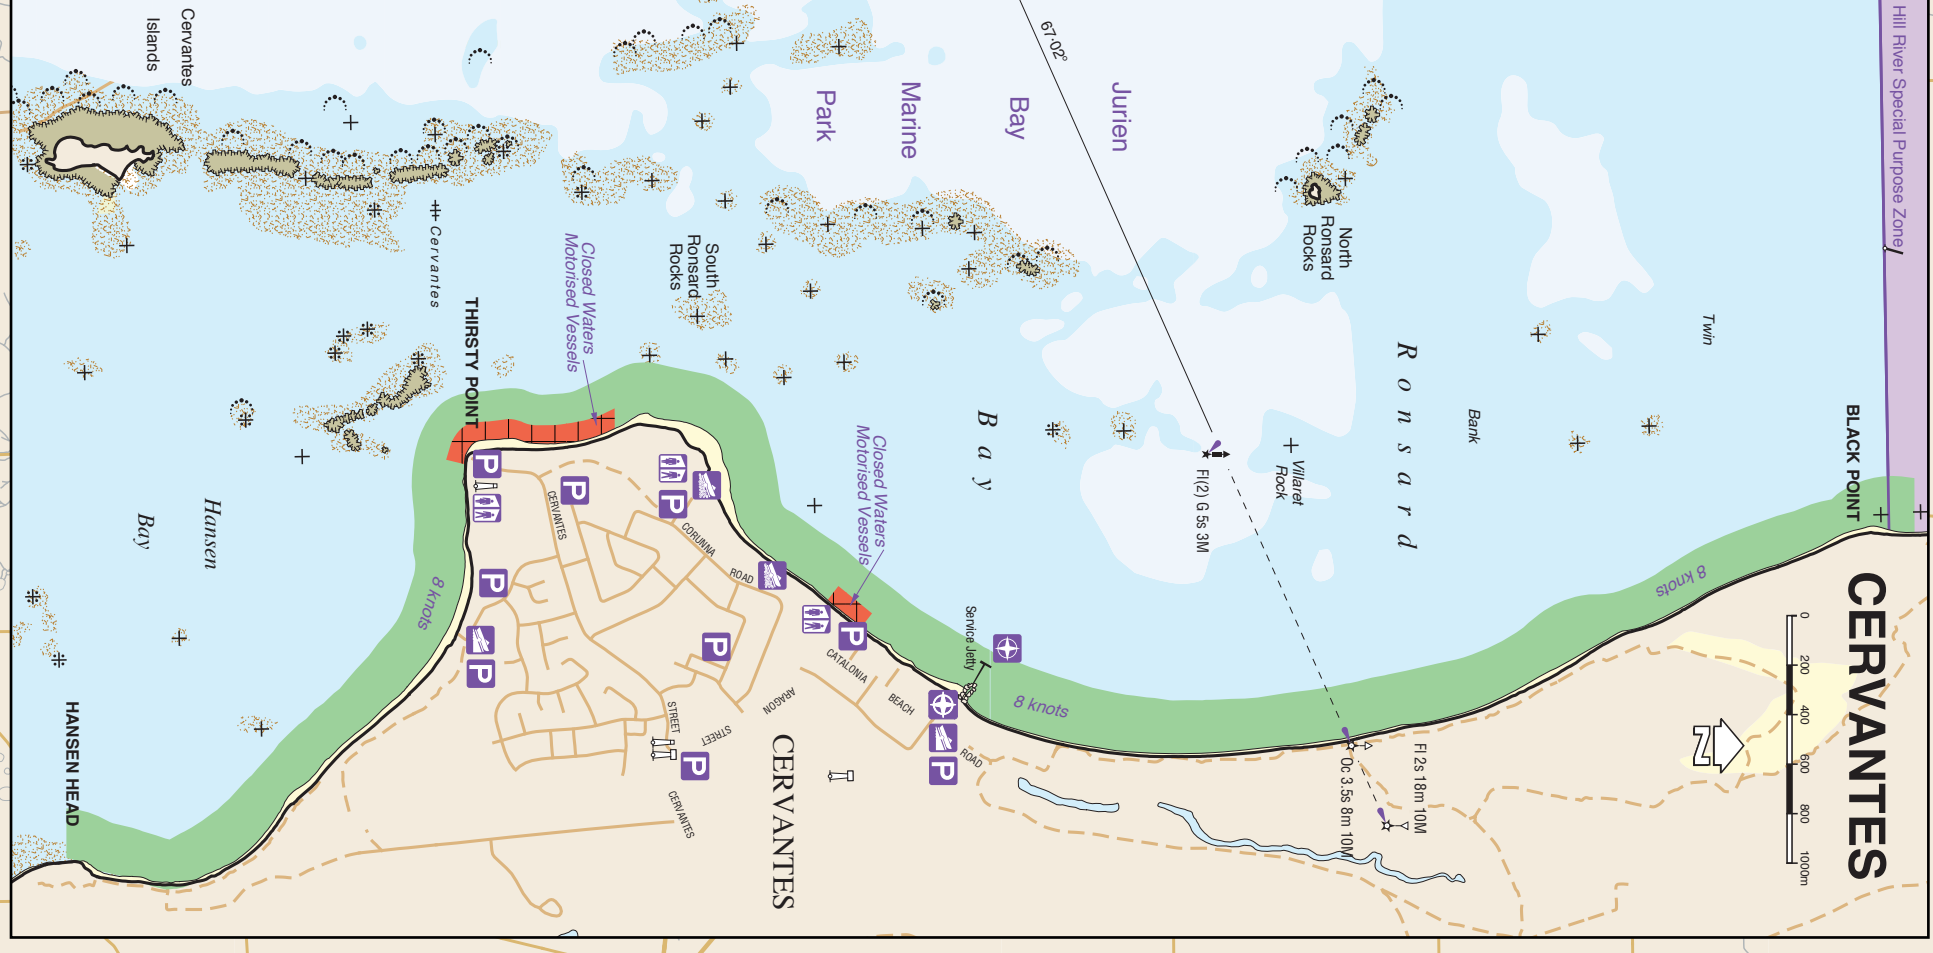 CERVANTES
0 200 400 600 800 1000m
N
Hill River Special Purpose Zone
BLACK POINT
Twin
Bank
8 knots
Ronsard
Bay
North
Ronsard
Rocks
Villaret
Rock
Fl(2) G 5s 3M
Fl 2s 18m 10M
Oc 3.5s 8m 10M
67·02°
Jurien
Bay
Marine
Park
8 knots
Service Jetty
Closed Waters
Motorised Vessels
South
Ronsard
Rocks
Closed Waters
Motorised Vessels
THIRSTY POINT
Cervantes
Cervantes
Islands
Hansen
Bay
8 knots
HANSEN HEAD
CERVANTES
CERVANTES
CORUNNA
ROAD
CATALONIA
BEACH
ROAD
ARAGON
STREET
STREET
CERVANTES
P
P
P
P
P
P
P
P
P